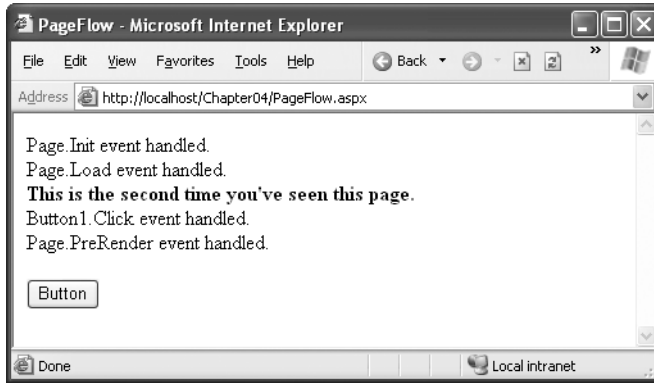 PageFlow - Microsoft Internet Explorer
File Edit View Favorites Tools Help Back »
Address http://localhost/Chapter04/PageFlow.aspx
Page.Init event handled.
Page.Load event handled.
This is the second time you've seen this page.
Button1.Click event handled.
Page.PreRender event handled.
Button
Done Local intranet